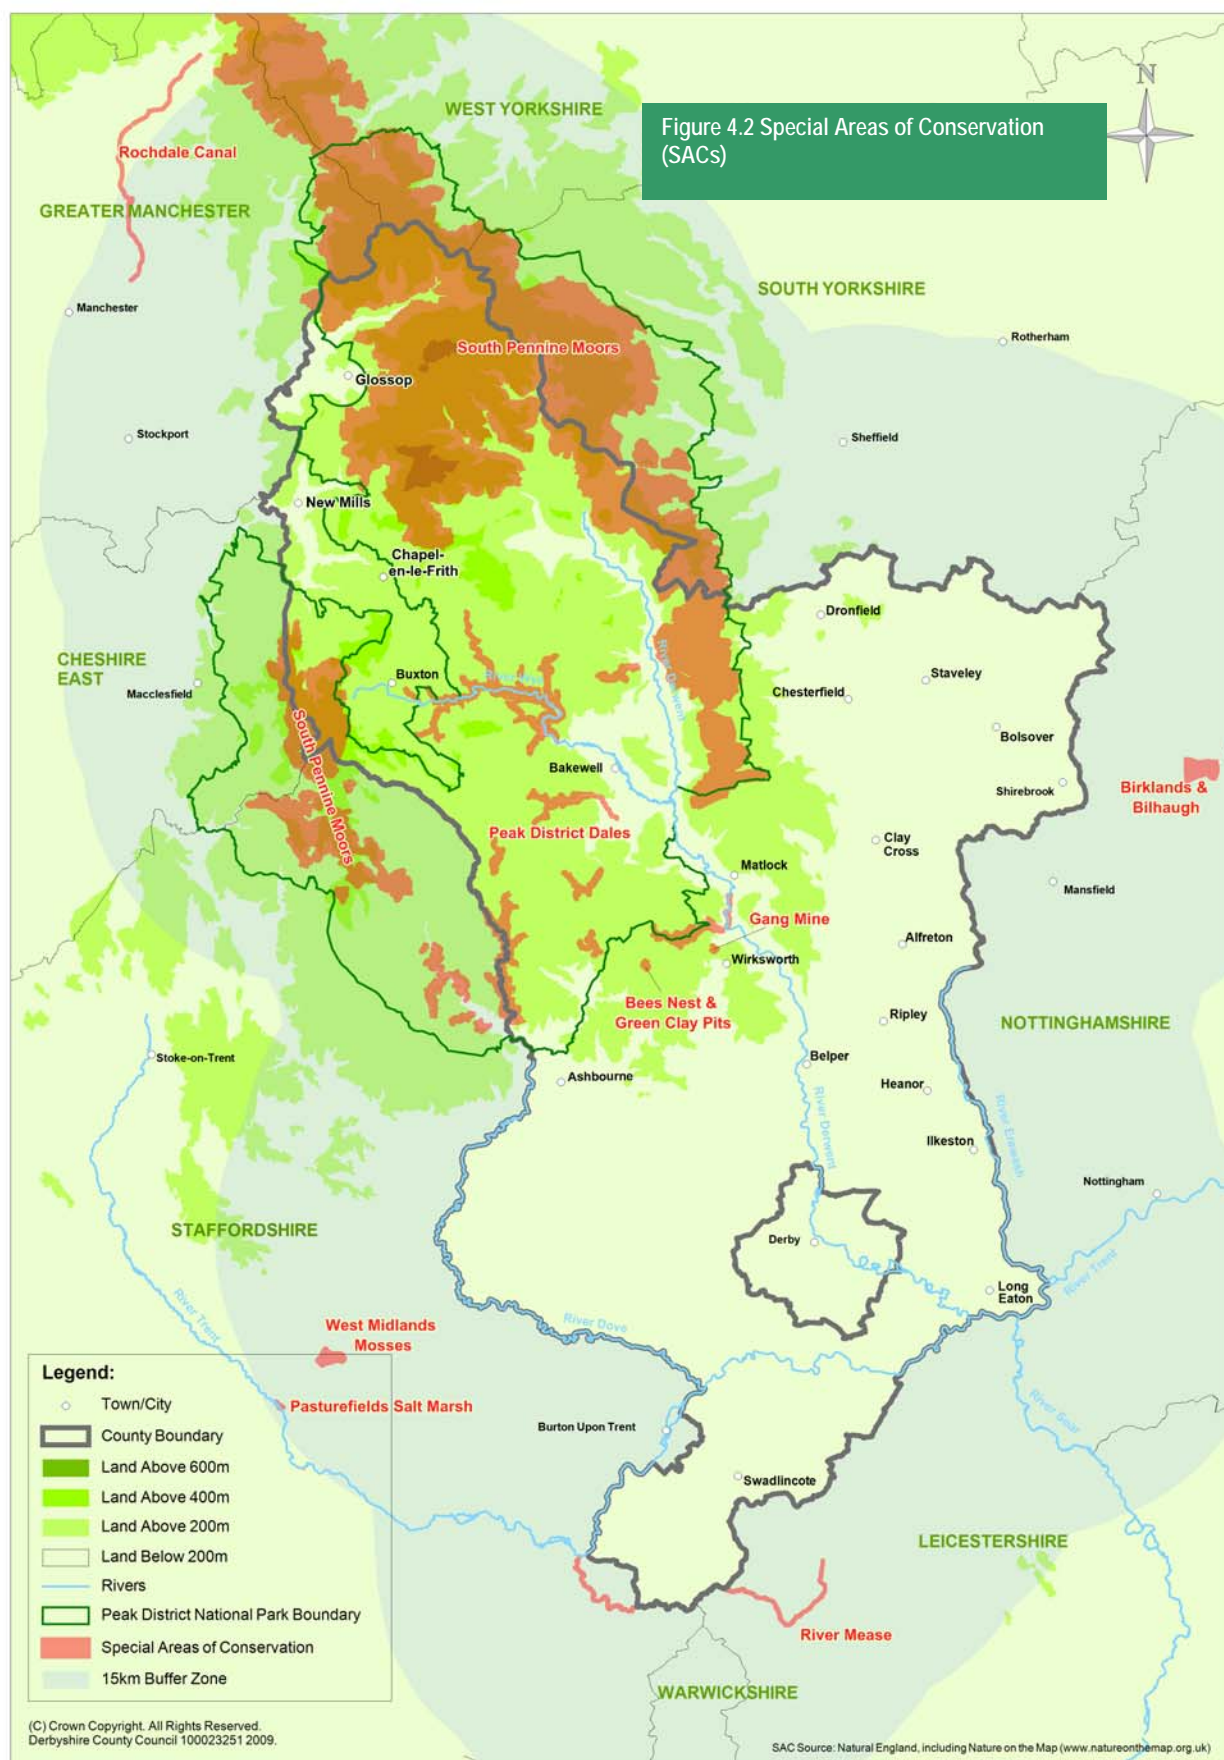 Figure 4.2 Special Areas of Conservation
(SACs)
N
WEST YORKSHIRE
Rochdale Canal
GREATER MANCHESTER
SOUTH YORKSHIRE
Manchester
Rotherham
South Pennine Moors
Glossop
Stockport
Sheffield
New Mills
Chapel-
en-le-Frith
Dronfield
CHESHIRE
EAST
Macclesfield
Buxton
River Wye
River Derwent
Staveley
Chesterfield
Bolsover
South Pennine Moors
Bakewell
Shirebrook
Birklands &
Bilhaugh
Peak District Dales
Clay
Cross
Matlock
Mansfield
Gang Mine
Alfreton
Wirksworth
Bees Nest &
Green Clay Pits
Ripley
NOTTINGHAMSHIRE
Stoke-on-Trent
Belper
Ashbourne
Heanor
River Derwent
River Erewash
Ilkeston
Nottingham
STAFFORDSHIRE
Derby
River Trent
Long
Eaton
River Trent
River Dove
West Midlands
Mosses
Pasturefields Salt Marsh
River Soar
Burton Upon Trent
Swadlincote
LEICESTERSHIRE
River Mease
WARWICKSHIRE
Legend:
Town/City
County Boundary
Land Above 600m
Land Above 400m
Land Above 200m
Land Below 200m
Rivers
Peak District National Park Boundary
Special Areas of Conservation
15km Buffer Zone
(C) Crown Copyright. All Rights Reserved.
Derbyshire County Council 100023251 2009.
SAC Source: Natural England, including Nature on the Map (www.natureonthemap.org.uk)